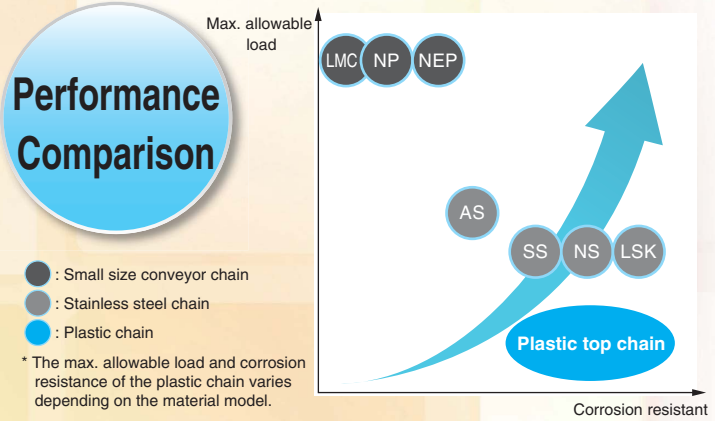 Performance
Comparison
Max. allowable
load
LMC NP NEP
AS
SS NS LSK
Plastic top chain
Corrosion resistant
: Small size conveyor chain
: Stainless steel chain
: Plastic chain
* The max. allowable load and corrosion
resistance of the plastic chain varies
depending on the material model.